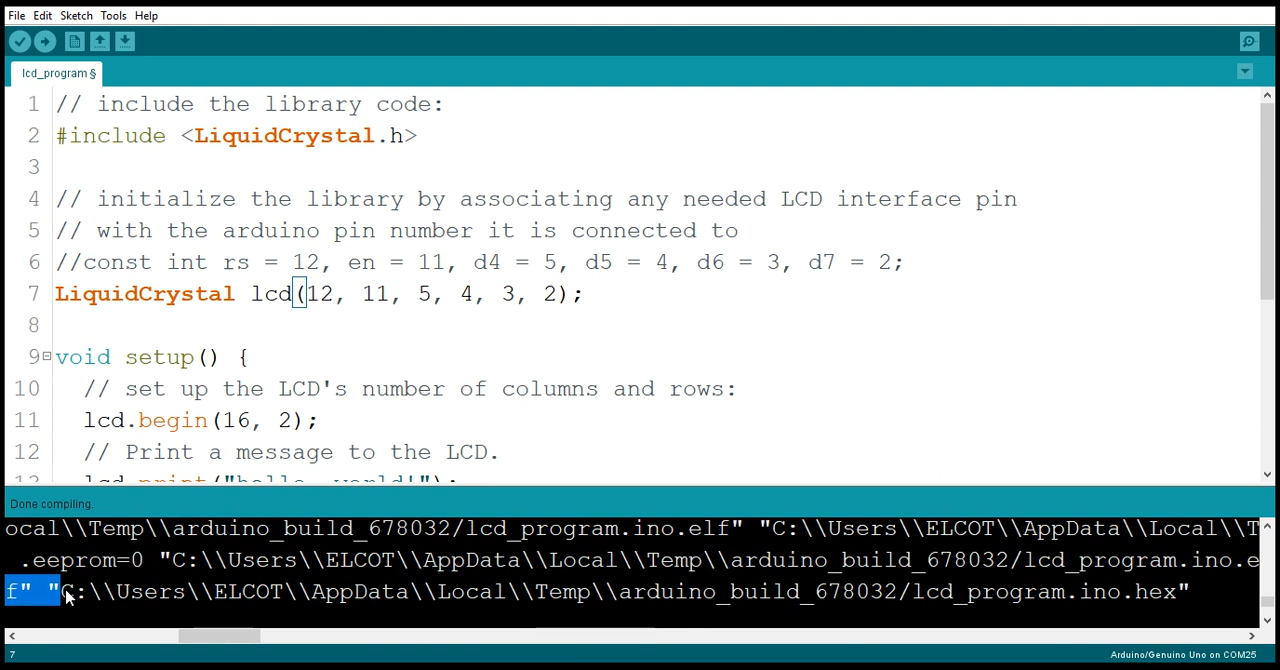 File Edit Sketch Tools Help
lcd_program §
1 // include the library code:
2 #include <LiquidCrystal.h>
3
4 // initialize the library by associating any needed LCD interface pin
5 // with the arduino pin number it is connected to
6 //const int rs = 12, en = 11, d4 = 5, d5 = 4, d6 = 3, d7 = 2;
7 LiquidCrystal lcd(12, 11, 5, 4, 3, 2);
8
9 void setup() {
10 // set up the LCD's number of columns and rows:
11 lcd.begin(16, 2);
12 // Print a message to the LCD.
13 lcd.print("hello, world!");
Done compiling.
ocal\\Temp\\arduino_build_678032/lcd_program.ino.elf" "C:\\Users\\ELCOT\\AppData\\Local\\T
.eeprom=0 "C:\\Users\\ELCOT\\AppData\\Local\\Temp\\arduino_build_678032/lcd_program.ino.e
f" "C:\\Users\\ELCOT\\AppData\\Local\\Temp\\arduino_build_678032/lcd_program.ino.hex"
7 Arduino/Genuino Uno on COM25